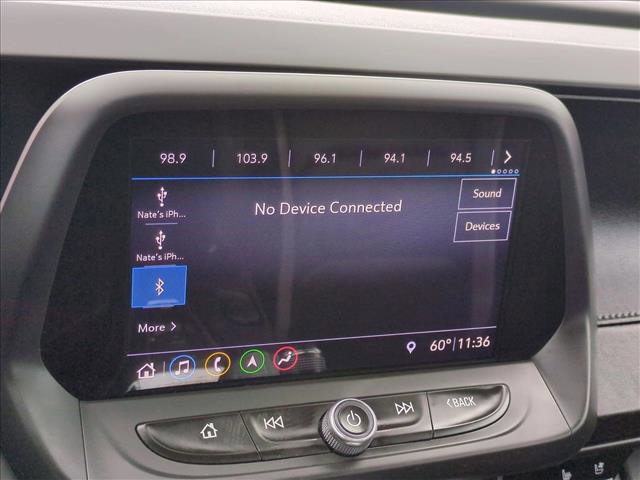 98.9 103.9 96.1 94.1 94.5
Nate's iPh...
No Device Connected
Sound
Devices
Nate's iPh...
More
60° 11:36
BACK